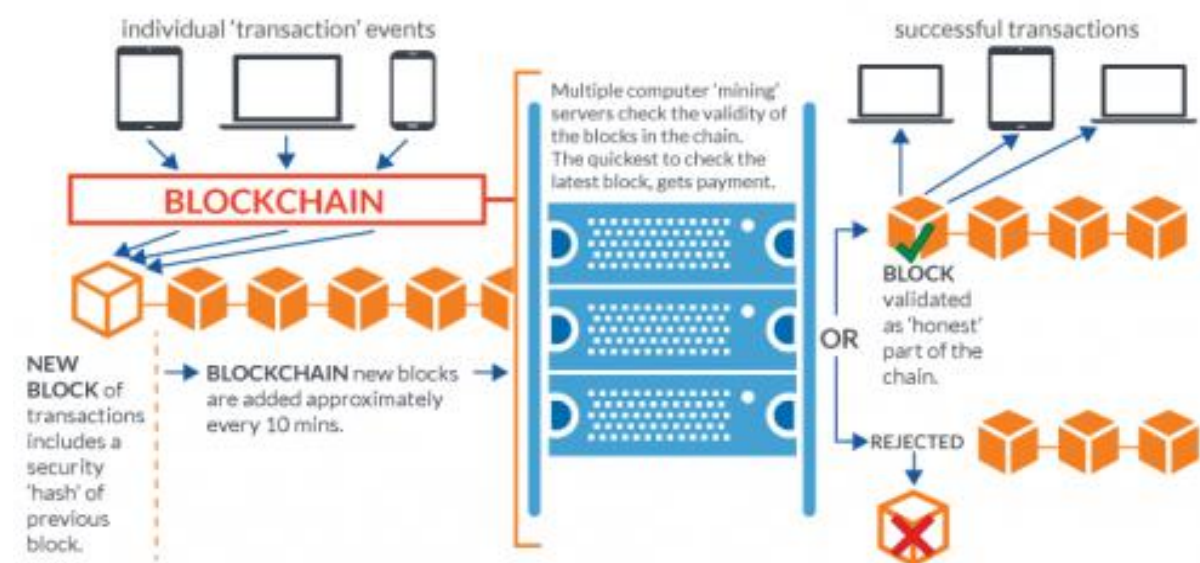 individual 'transaction' events
BLOCKCHAIN
NEW
BLOCK of
transactions
includes a
security
'hash' of
previous
block.
BLOCKCHAIN new blocks
are added approximately
every 10 mins.
Multiple computer 'mining'
servers check the validity of
the blocks in the chain.
The quickest to check the
latest block, gets payment.
successful transactions
OR
BLOCK
validated
as 'honest'
part of the
chain.
REJECTED